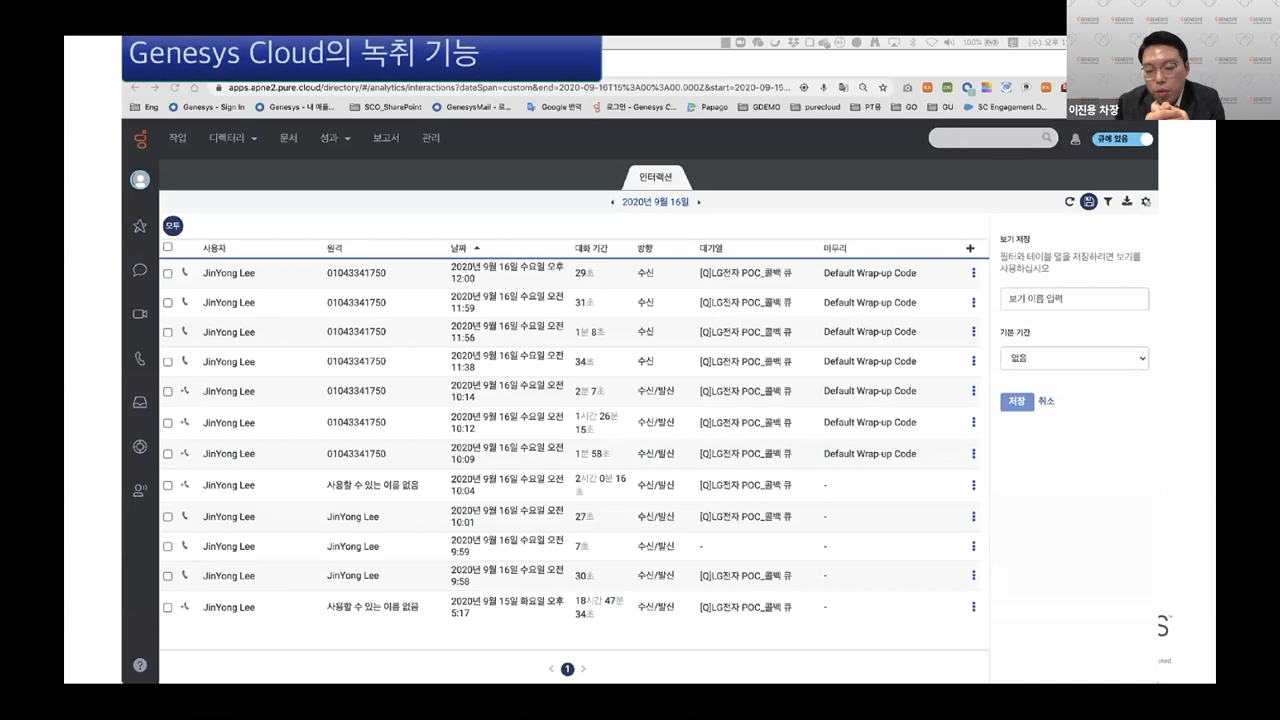 Genesys Cloud의 녹취 기능
100%
apps.apne2.pure.cloud/directory/#/analytics/interactions?dateSpan=custom&end=2020-09-16T15%3A00%3A00.000Z&start=2020-09-15...
Eng
Genesys - Sign In
Genesys - 내 애플...
SCO_SharePoint
GenesysMail - 로...
Google 번역
로그인 - Genesys C...
Papago
GDEMO
purecloud
PT용
GO
GU
SC Engagement D...
GENESYS GENESYS GENESYS GENESYS GENESYS
이진용 차장
작업
디렉터리
문서
성과
보고서
관리
큐에 있음
인터랙션
2020년 9월 16일
모두
사용자 원격 날짜 대화 기간 방향 대기열 마무리
JinYong Lee 01043341750 2020년 9월 16일 수요일 오후 12:00 29초 수신 [Q]LG전자 POC_콜백 큐 Default Wrap-up Code
JinYong Lee 01043341750 2020년 9월 16일 수요일 오전 11:59 31초 수신 [Q]LG전자 POC_콜백 큐 Default Wrap-up Code
JinYong Lee 01043341750 2020년 9월 16일 수요일 오전 11:56 1분 8초 수신 [Q]LG전자 POC_콜백 큐 Default Wrap-up Code
JinYong Lee 01043341750 2020년 9월 16일 수요일 오전 11:38 34초 수신 [Q]LG전자 POC_콜백 큐 Default Wrap-up Code
JinYong Lee 01043341750 2020년 9월 16일 수요일 오전 10:14 2분 7초 수신/발신 [Q]LG전자 POC_콜백 큐 Default Wrap-up Code
JinYong Lee 01043341750 2020년 9월 16일 수요일 오전 10:12 1시간 26분 15초 수신/발신 [Q]LG전자 POC_콜백 큐 Default Wrap-up Code
JinYong Lee 01043341750 2020년 9월 16일 수요일 오전 10:09 1분 58초 수신/발신 [Q]LG전자 POC_콜백 큐 Default Wrap-up Code
JinYong Lee 사용할 수 있는 이름 없음 2020년 9월 16일 수요일 오전 10:04 2시간 0분 16초 수신/발신 [Q]LG전자 POC_콜백 큐 -
JinYong Lee JinYong Lee 2020년 9월 16일 수요일 오전 10:01 27초 수신/발신 [Q]LG전자 POC_콜백 큐 -
JinYong Lee JinYong Lee 2020년 9월 16일 수요일 오전 9:59 7초 수신/발신 - -
JinYong Lee JinYong Lee 2020년 9월 16일 수요일 오전 9:58 30초 수신/발신 [Q]LG전자 POC_콜백 큐 -
JinYong Lee 사용할 수 있는 이름 없음 2020년 9월 15일 화요일 오후 5:17 18시간 47분 34초 수신/발신 [Q]LG전자 POC_콜백 큐 -
1
보기 저장
필터와 테이블 열을 저장하려면 보기를
사용하십시오
보기 이름 입력
기본 기간
없음
저장
취소